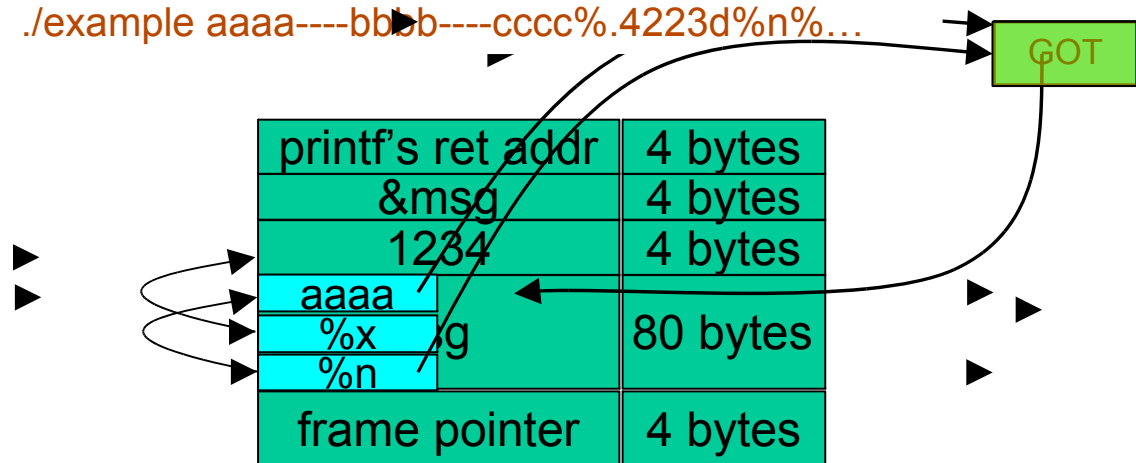 ./example aaaa----bbbb----cccc%.4223d%n%…
GOT
printf's ret addr 4 bytes
&msg 4 bytes
1234 4 bytes
aaaa
%x
80 bytes
%n
frame pointer 4 bytes